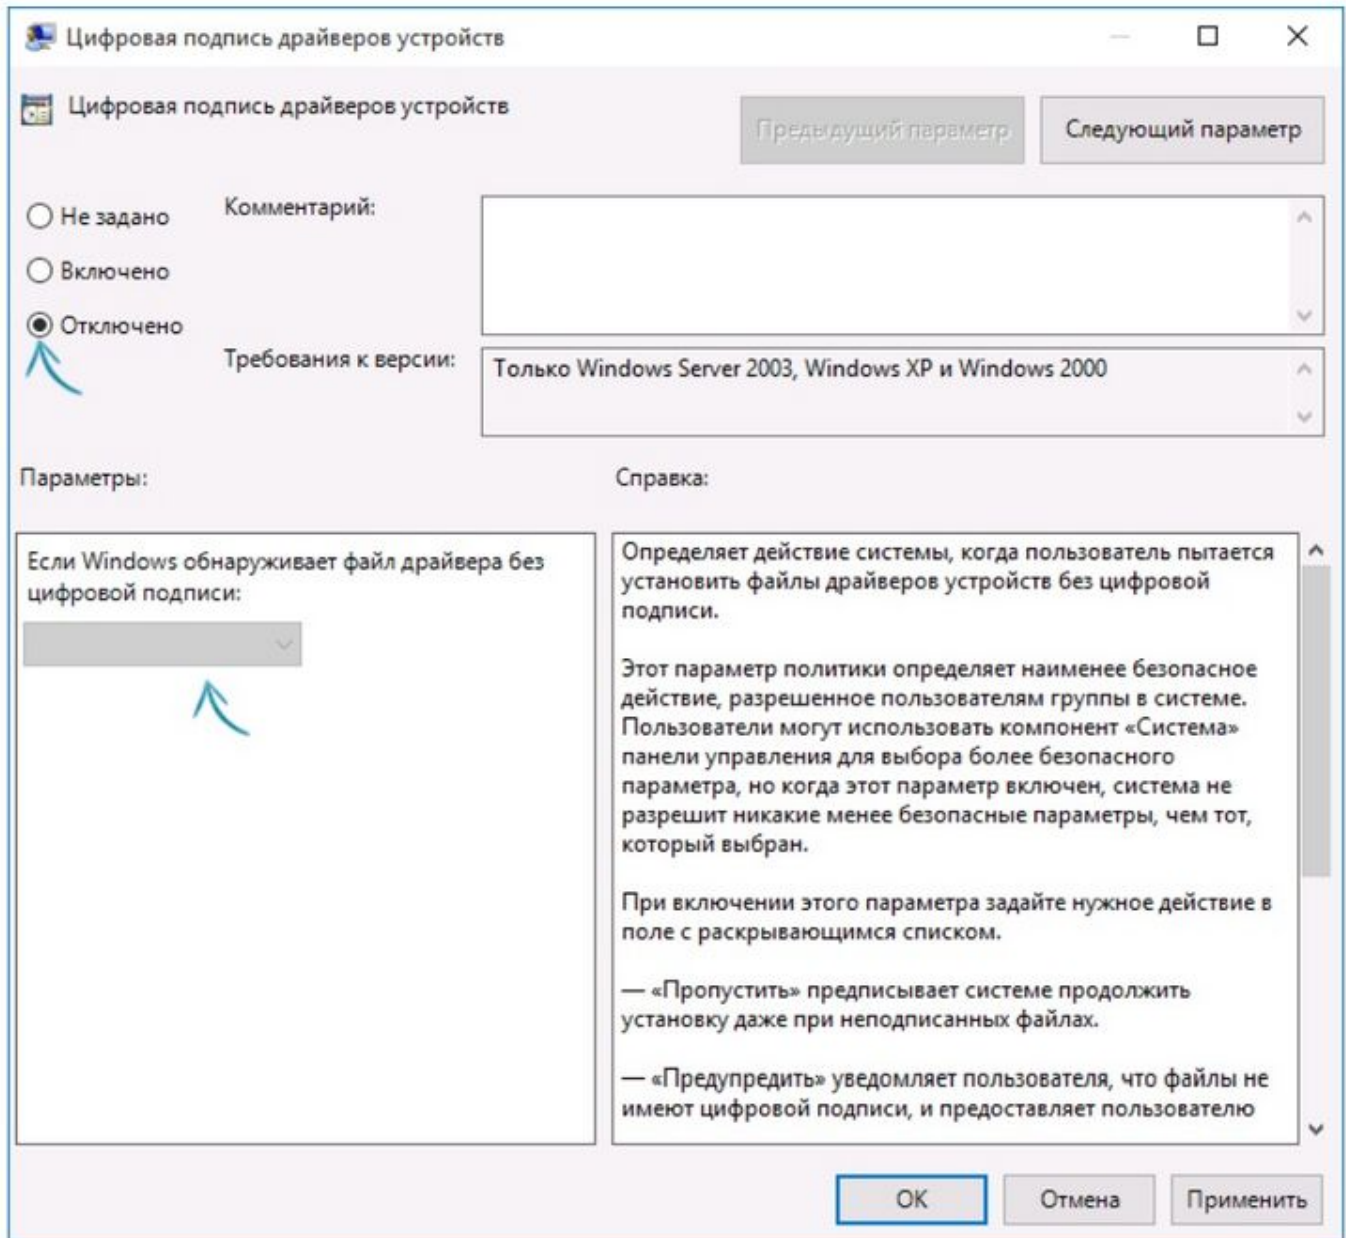 Цифровая подпись драйверов устройств
Цифровая подпись драйверов устройств
Предыдущий параметр
Следующий параметр
Не задано
Включено
Отключено
Комментарий:
Требования к версии:
Только Windows Server 2003, Windows XP и Windows 2000
Параметры:
Справка:
Если Windows обнаруживает файл драйвера без
цифровой подписи:
Определяет действие системы, когда пользователь пытается
установить файлы драйверов устройств без цифровой
подписи.
Этот параметр политики определяет наименее безопасное
действие, разрешенное пользователям группы в системе.
Пользователи могут использовать компонент «Система»
панели управления для выбора более безопасного
параметра, но когда этот параметр включен, система не
разрешит никакие менее безопасные параметры, чем тот,
который выбран.
При включении этого параметра задайте нужное действие в
поле с раскрывающимся списком.
— «Пропустить» предписывает системе продолжить
установку даже при неподписанных файлах.
— «Предупредить» уведомляет пользователя, что файлы не
имеют цифровой подписи, и предоставляет пользователю
OK
Отмена
Применить